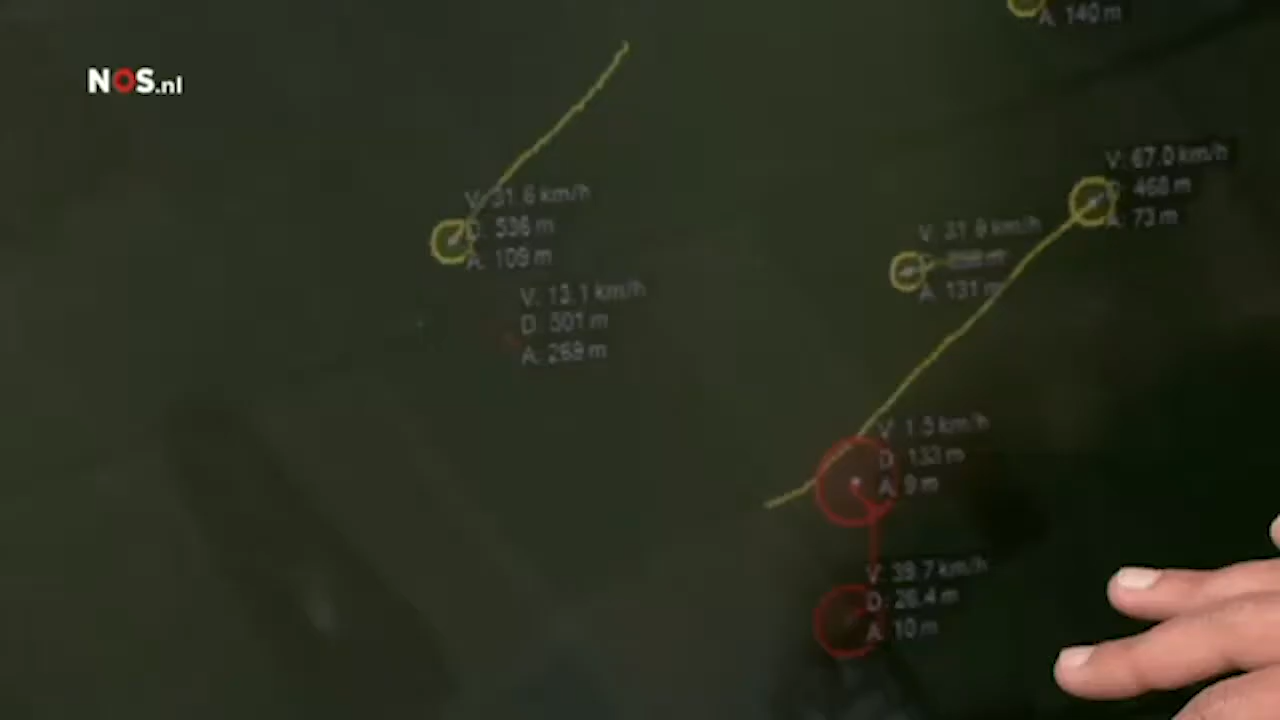 A: 140 m
NOS.nl
V: 67.0 km/h
D: 468 m
A: 73 m
V: 31.6 km/h
D: 536 m
A: 109 m
V: 31.9 km/h
A: 131 m
V: 13.1 km/h
D: 501 m
A: 269 m
V: 1.5 km/h
D: 133 m
A: 9 m
V: 39.7 km/h
D: 26.4 m
A: 10 m